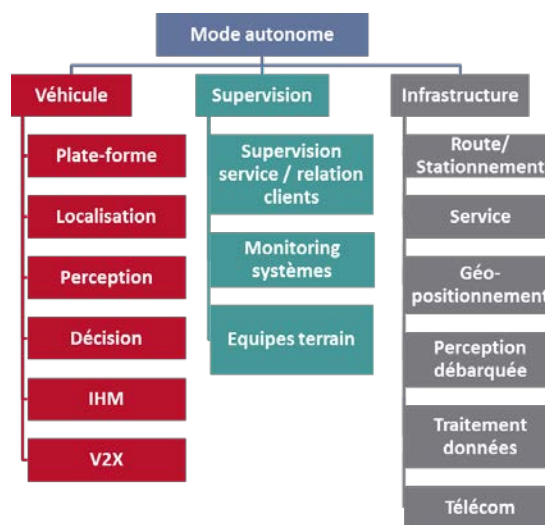 Mode autonome
Véhicule
Plate-forme
Localisation
Perception
Décision
IHM
V2X
Supervision
Supervision
service / relation
clients
Monitoring
systèmes
Equipes terrain
Infrastructure
Route/
Stationnement
Service
Géo-
positionnement
Perception
débarquée
Traitement
données
Télécom